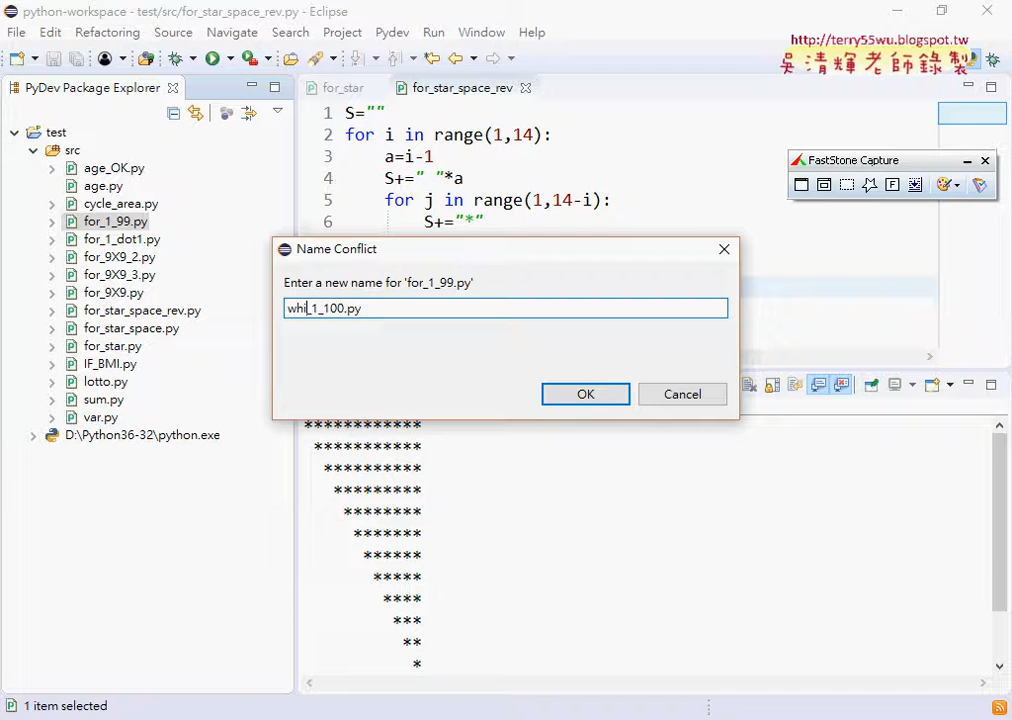 python-workspace - test/src/for_star_space_rev.py - Eclipse
File Edit Refactoring Source Navigate Search Project Pydev Run Window Help
http://terry55wu.blogspot.tw
吳清輝老師錄製
PyDev Package Explorer
for_star
for_star_space_rev
test
src
age_OK.py
age.py
cycle_area.py
for_1_99.py
for_1_dot1.py
for_9X9_2.py
for_9X9_3.py
for_9X9.py
for_star_space_rev.py
for_star_space.py
for_star.py
IF_BMI.py
lotto.py
sum.py
var.py
D:\Python36-32\python.exe
1 S=""
2 for i in range(1,14):
3 a=i-1
4 S+=" "*a
5 for j in range(1,14-i):
6 S+="*"
FastStone Capture
Name Conflict
Enter a new name for 'for_1_99.py'
whi_1_100.py
OK
Cancel
************
***********
**********
*********
********
*******
******
*****
****
***
**
*
1 item selected